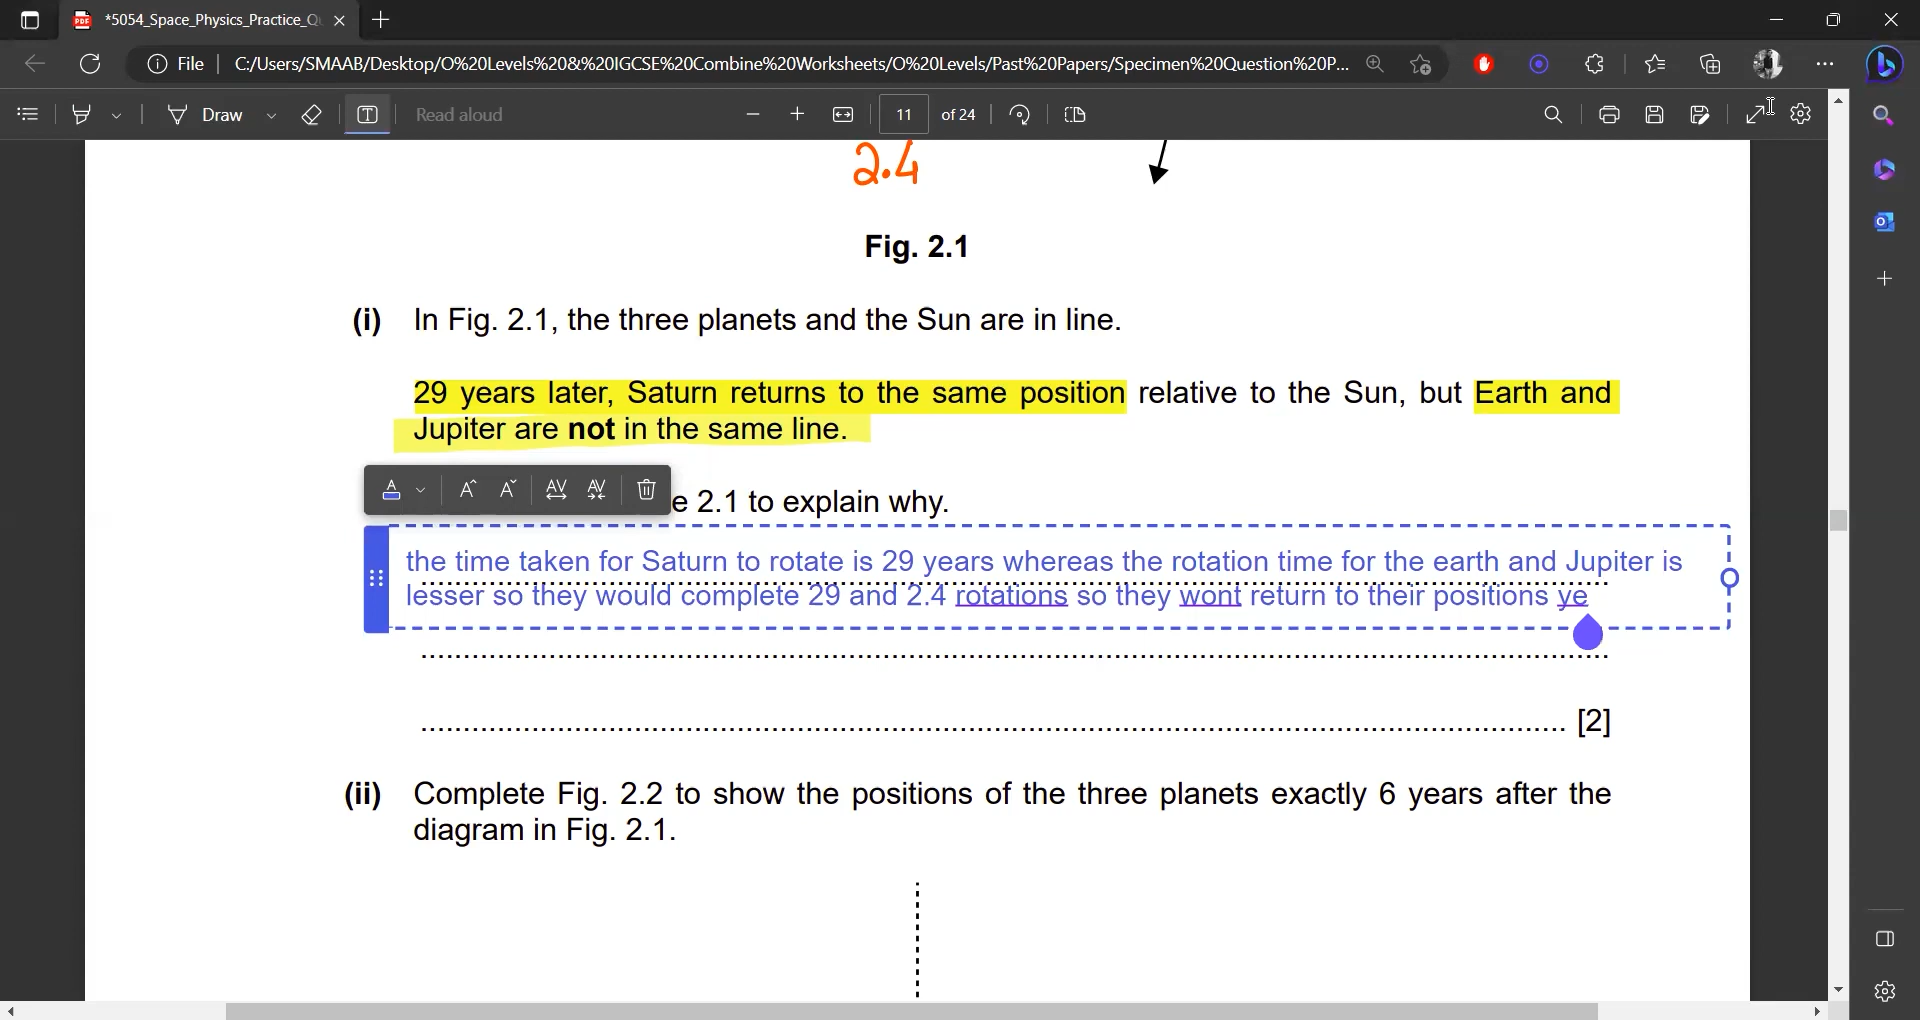 *5054_Space_Physics_Practice_Q
File
C:/Users/SMAAB/Desktop/O%20Levels%20&%20IGCSE%20Combine%20Worksheets/O%20Levels/Past%20Papers/Specimen%20Question%20P...
Draw
Read aloud
11 of 24
2.4
Fig. 2.1
(i) In Fig. 2.1, the three planets and the Sun are in line.
29 years later, Saturn returns to the same position relative to the Sun, but Earth and
Jupiter are not in the same line.
e 2.1 to explain why.
the time taken for Saturn to rotate is 29 years whereas the rotation time for the earth and Jupiter is
lesser so they would complete 29 and 2.4 rotations so they wont return to their positions ye
[2]
(ii) Complete Fig. 2.2 to show the positions of the three planets exactly 6 years after the
diagram in Fig. 2.1.